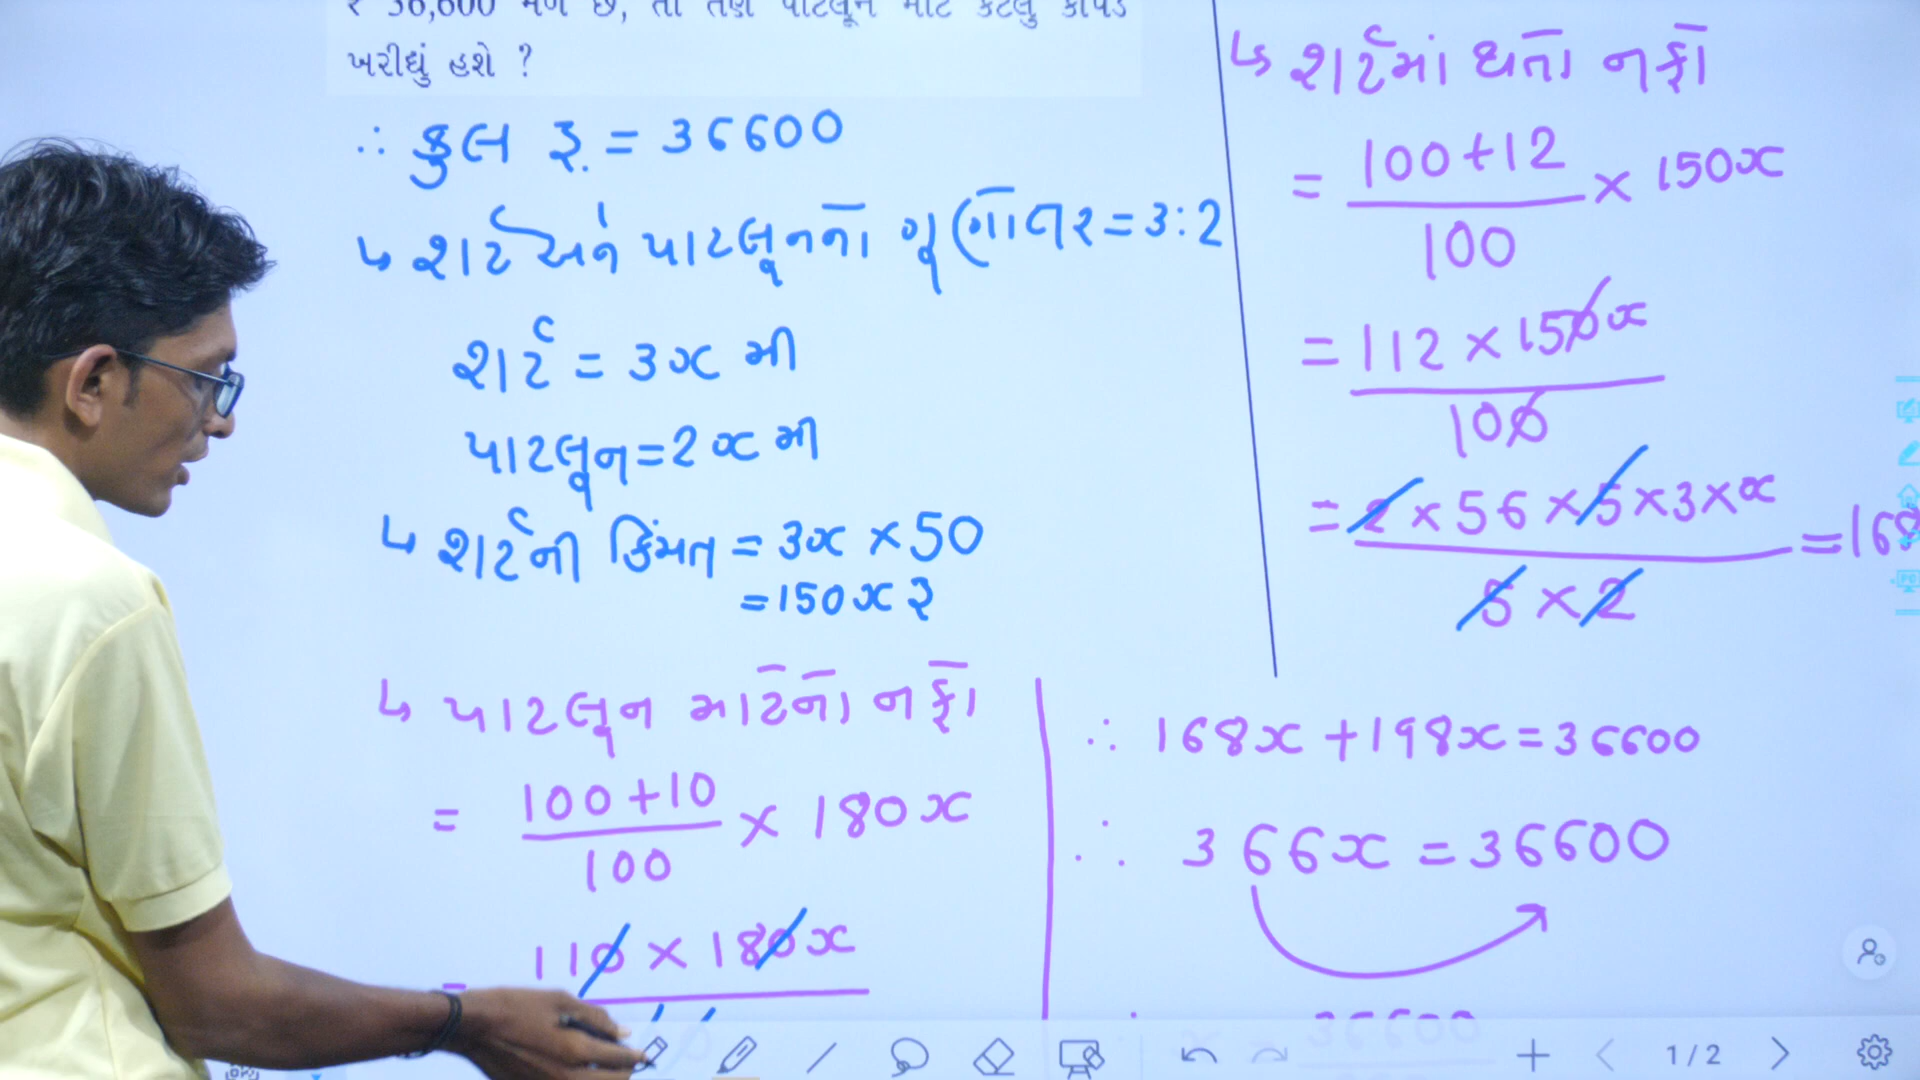 ₹ 36,600 મળે છે, તો તેણે પાટલૂન માટે કેટલું કાપડ
ખરીદ્યું હશે ?
∴ કુલ રૂ. = 36600
↳ શર્ટ અને પાટલૂનનો ગુણોત્તર = 3:2
શર્ટ = 3x મી
પાટલૂન = 2x મી
↳ શર્ટની કિંમત = 3x × 50
= 150x રૂ
↳ પાટલૂન માટેનો નફો
= 100 + 10 / 100 × 180x
= 110 × 180x
↳ શર્ટમાં થતો નફો
= 100 + 12 / 100 × 150x
= 112 × 150x / 100
= 2 × 56 × 5 × 3 × x / 5 × 2 = 168
∴ 168x + 198x = 36600
∴ 366x = 36600
36600
1/2